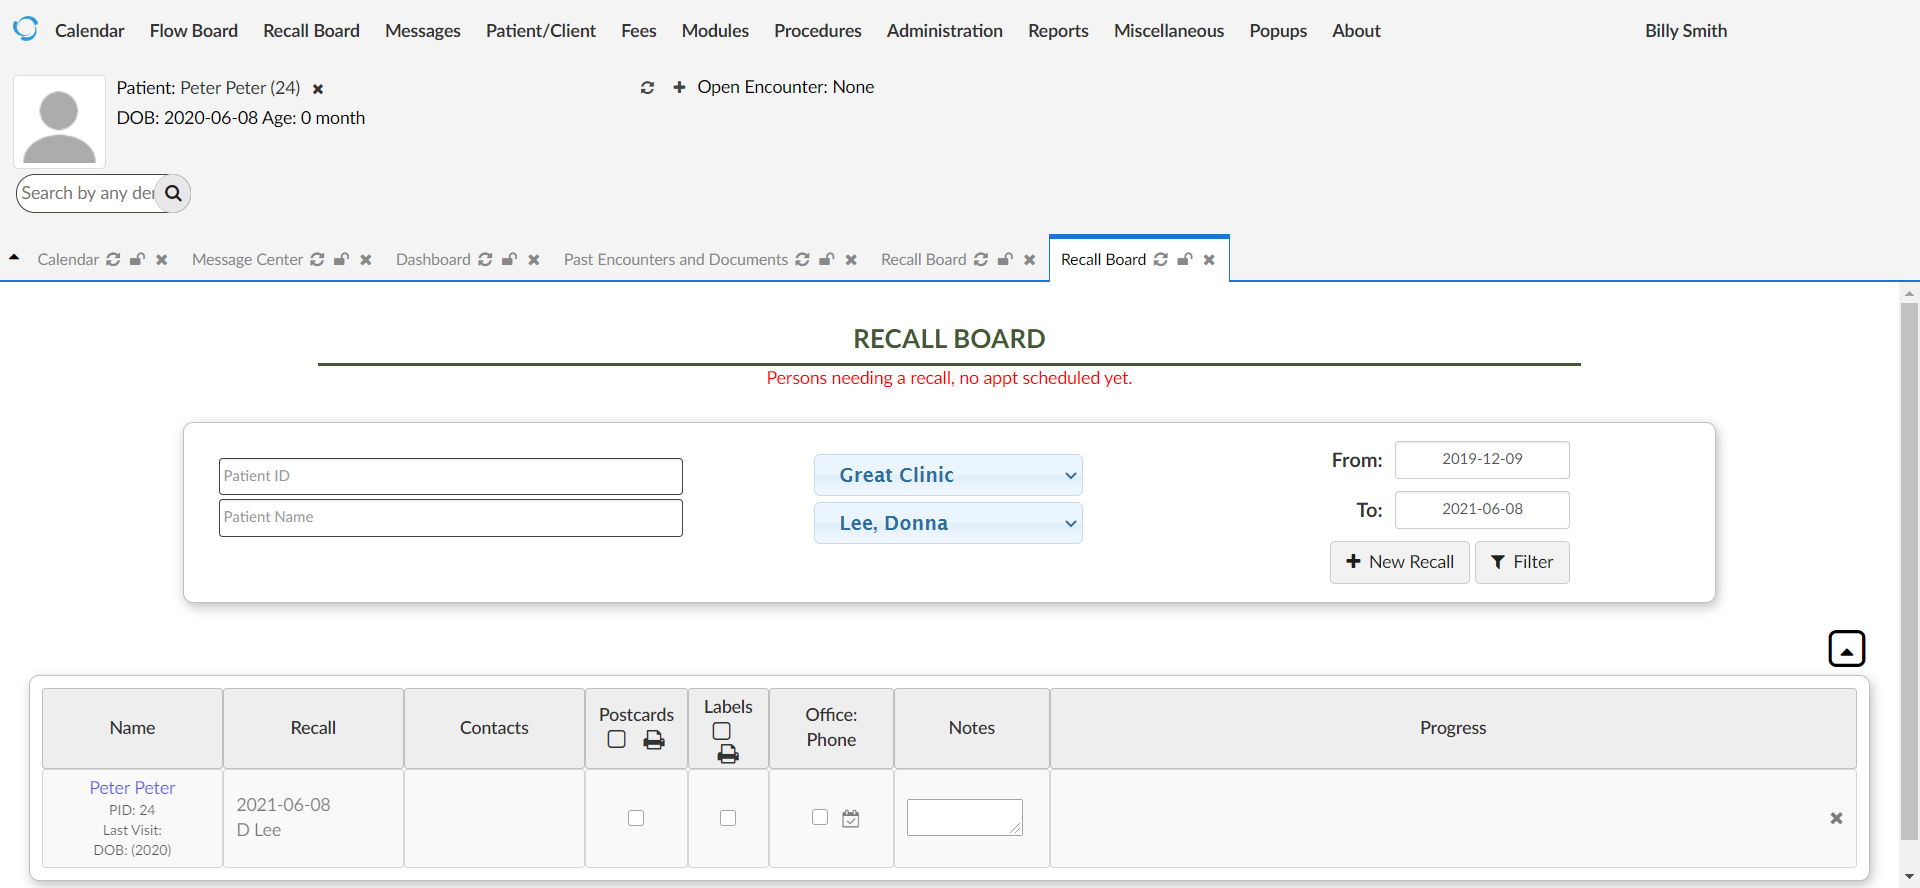 Calendar Flow Board Recall Board Messages Patient/Client Fees Modules Procedures Administration Reports Miscellaneous Popups About Billy Smith
Patient: Peter Peter (24)
Open Encounter: None
DOB: 2020-06-08 Age: 0 month
Search by any der
Calendar Message Center Dashboard Past Encounters and Documents Recall Board Recall Board
RECALL BOARD
Persons needing a recall, no appt scheduled yet.
Patient ID
Patient Name
Great Clinic
Lee, Donna
From: 2019-12-09
To: 2021-06-08
New Recall Filter
Name Recall Contacts Postcards Labels Office: Phone Notes Progress
Peter Peter
PID: 24
Last Visit:
DOB: (2020)
2021-06-08
D Lee